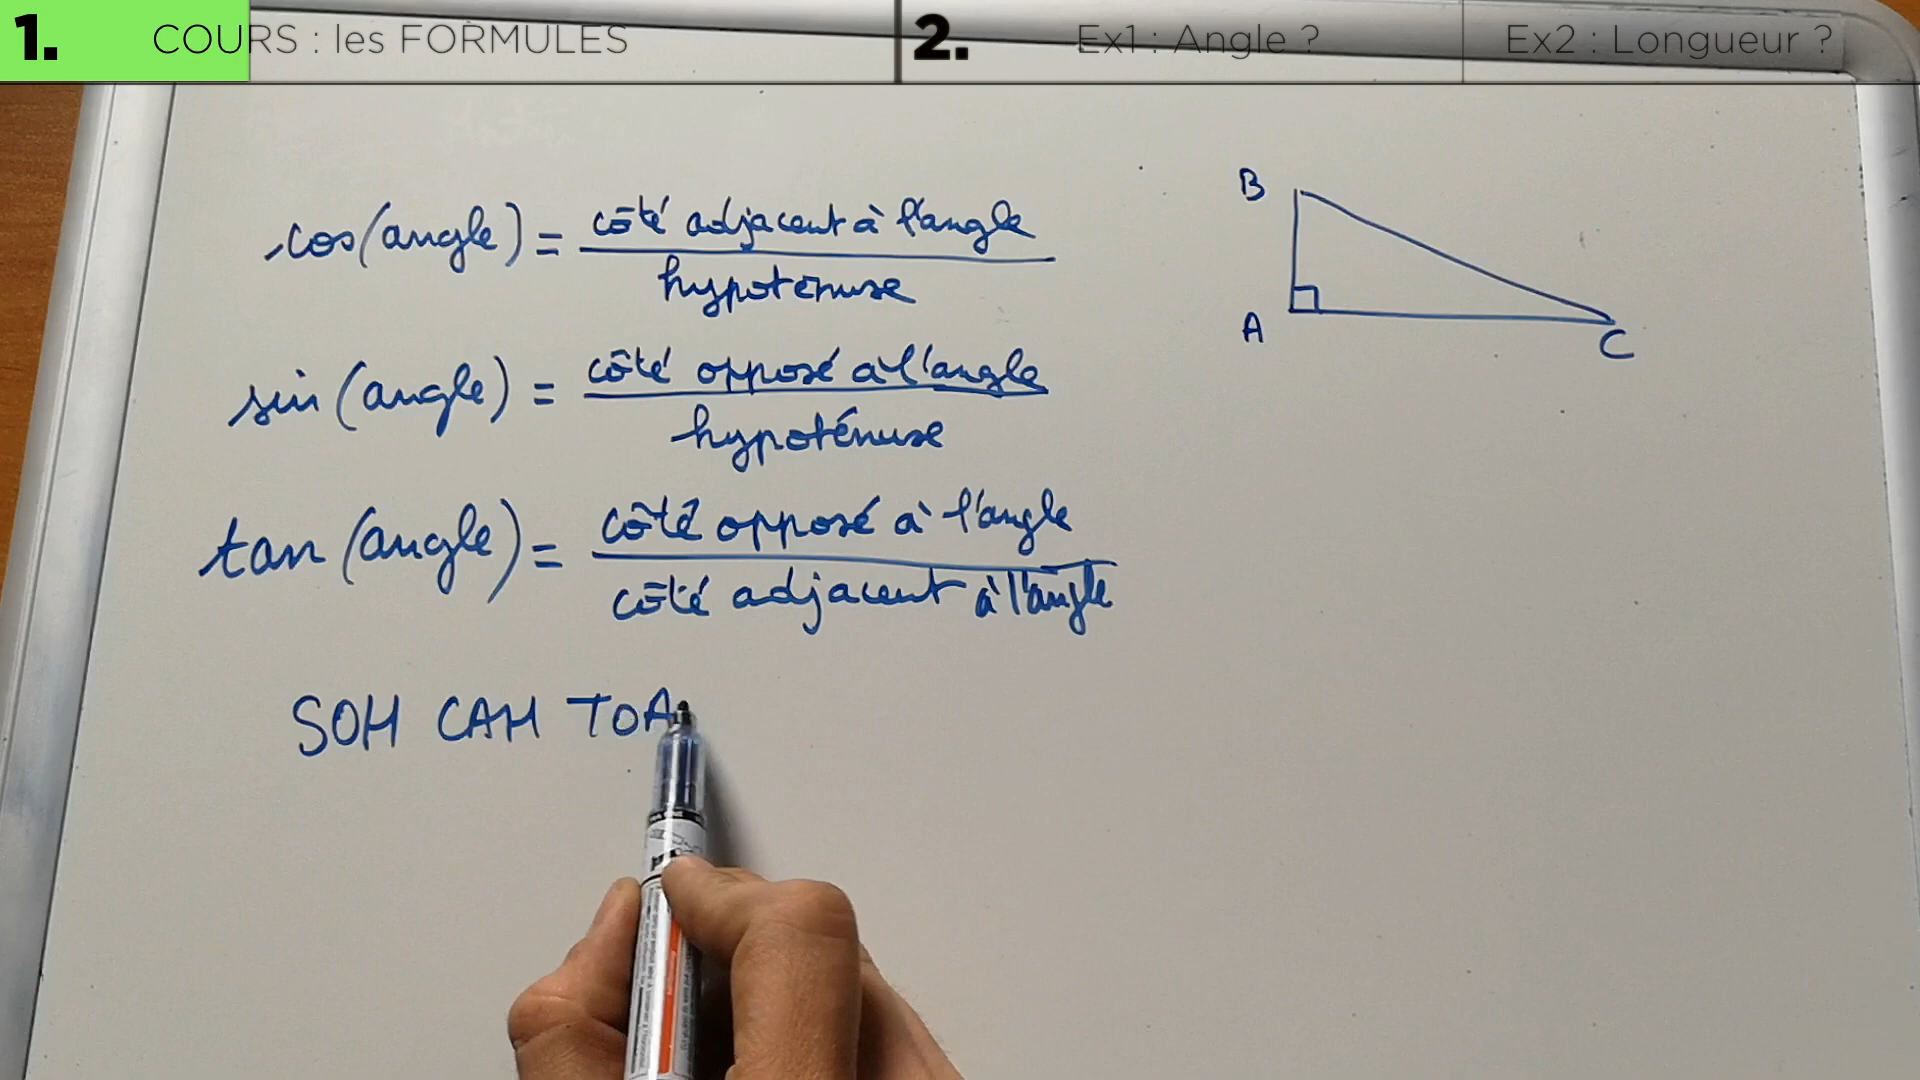 1. COURS : les FORMULES 2. Ex1 : Angle ? Ex2 : Longueur ?
cos(angle) = côté adjacent à l'angle
hypoténuse
sin (angle) = côté opposé à l'angle
hypoténuse
tan (angle) = côté opposé à l'angle
côté adjacent à l'angle
SOH CAH TOA
B
A
C